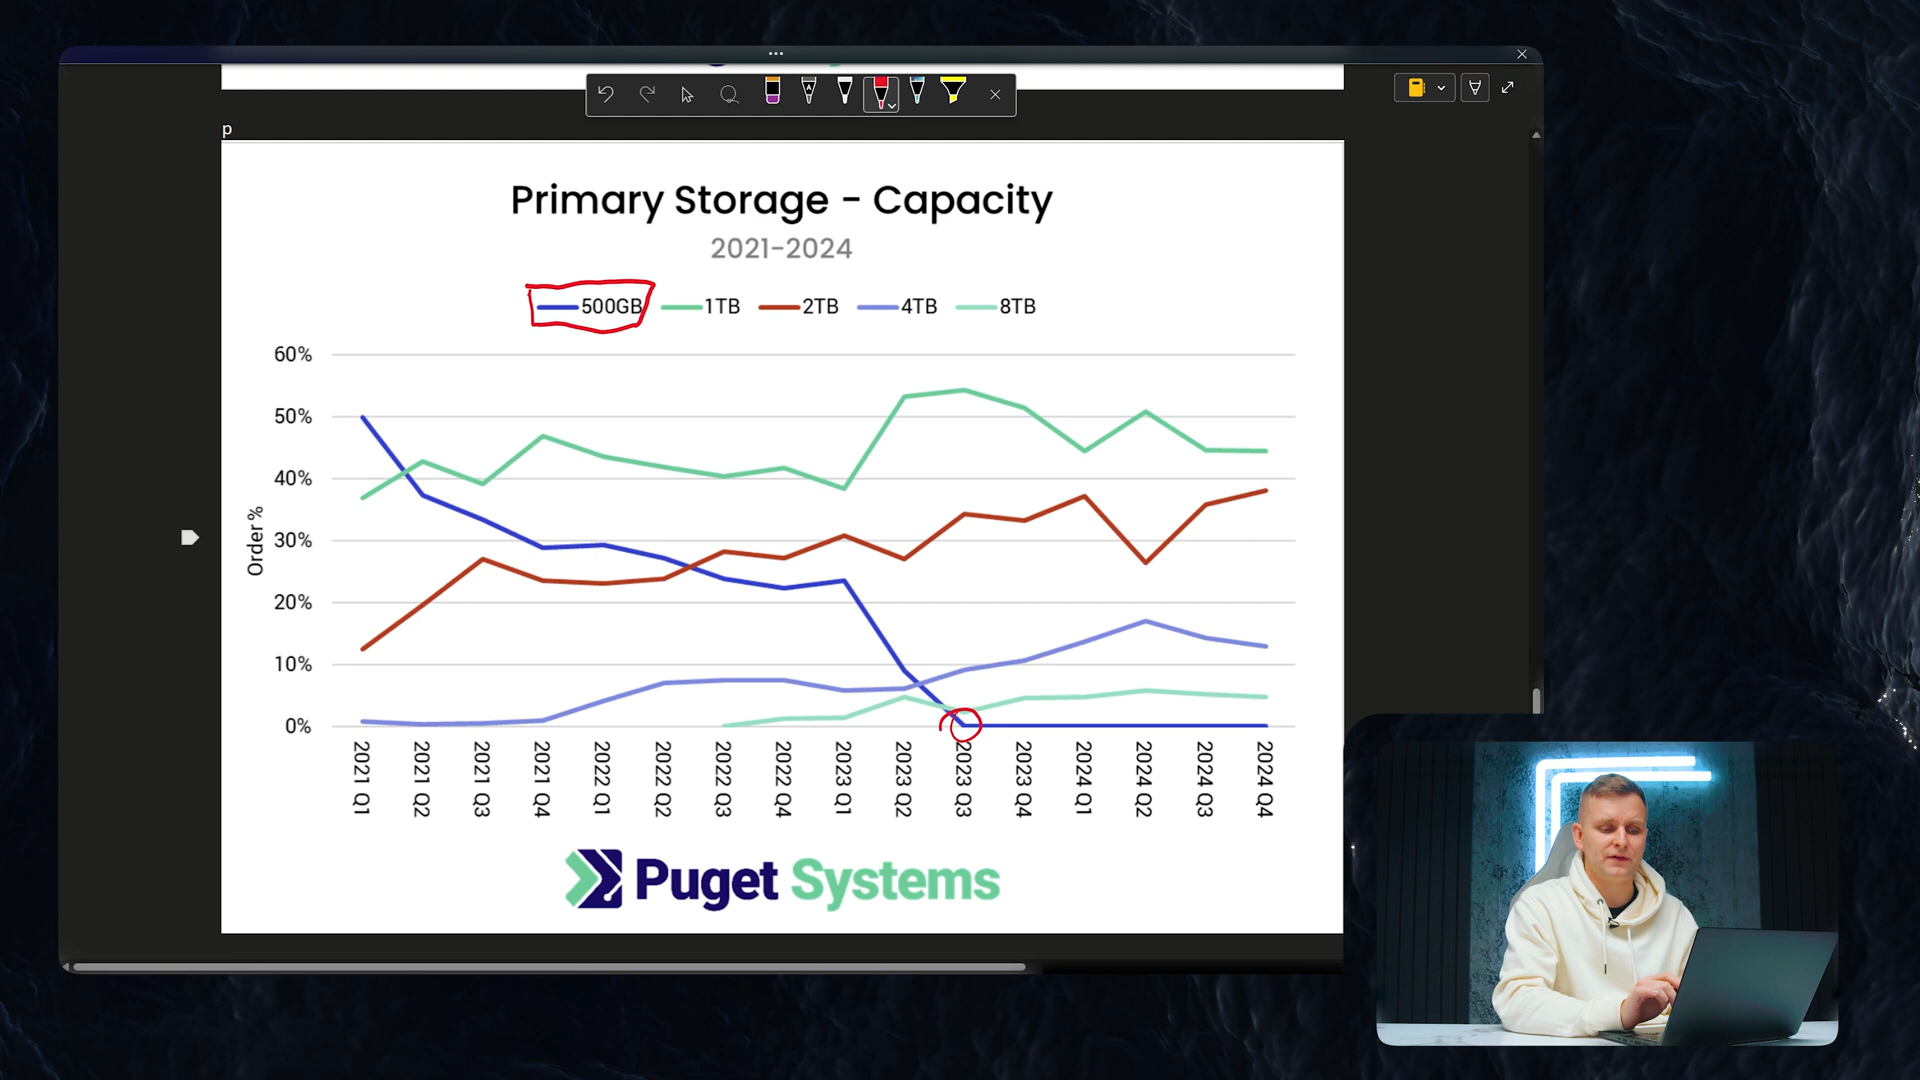 p
Primary Storage - Capacity
2021-2024
500GB 1TB 2TB 4TB 8TB
60%
50%
40%
30%
20%
10%
0%
Order %
2021 Q1
2021 Q2
2021 Q3
2021 Q4
2022 Q1
2022 Q2
2022 Q3
2022 Q4
2023 Q1
2023 Q2
2023 Q3
2023 Q4
2024 Q1
2024 Q2
2024 Q3
2024 Q4
Puget Systems